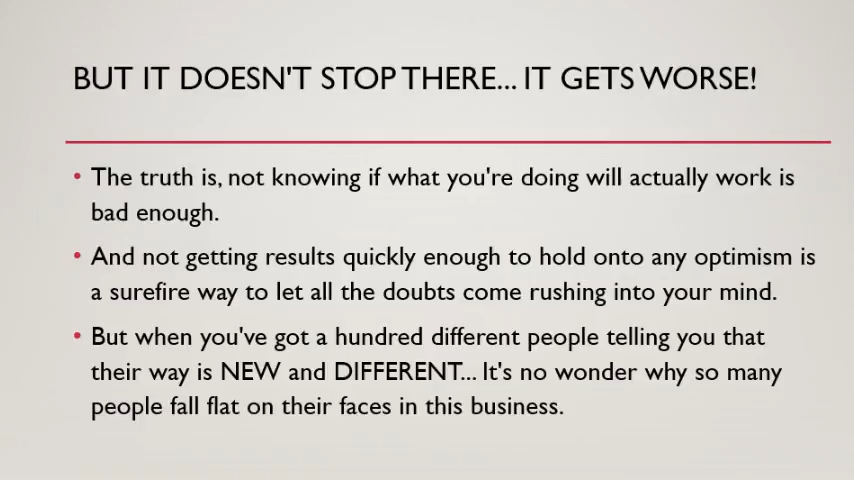 BUT IT DOESN'T STOP THERE... IT GETS WORSE!
• The truth is, not knowing if what you're doing will actually work is
bad enough.
• And not getting results quickly enough to hold onto any optimism is
a surefire way to let all the doubts come rushing into your mind.
• But when you've got a hundred different people telling you that
their way is NEW and DIFFERENT... It's no wonder why so many
people fall flat on their faces in this business.